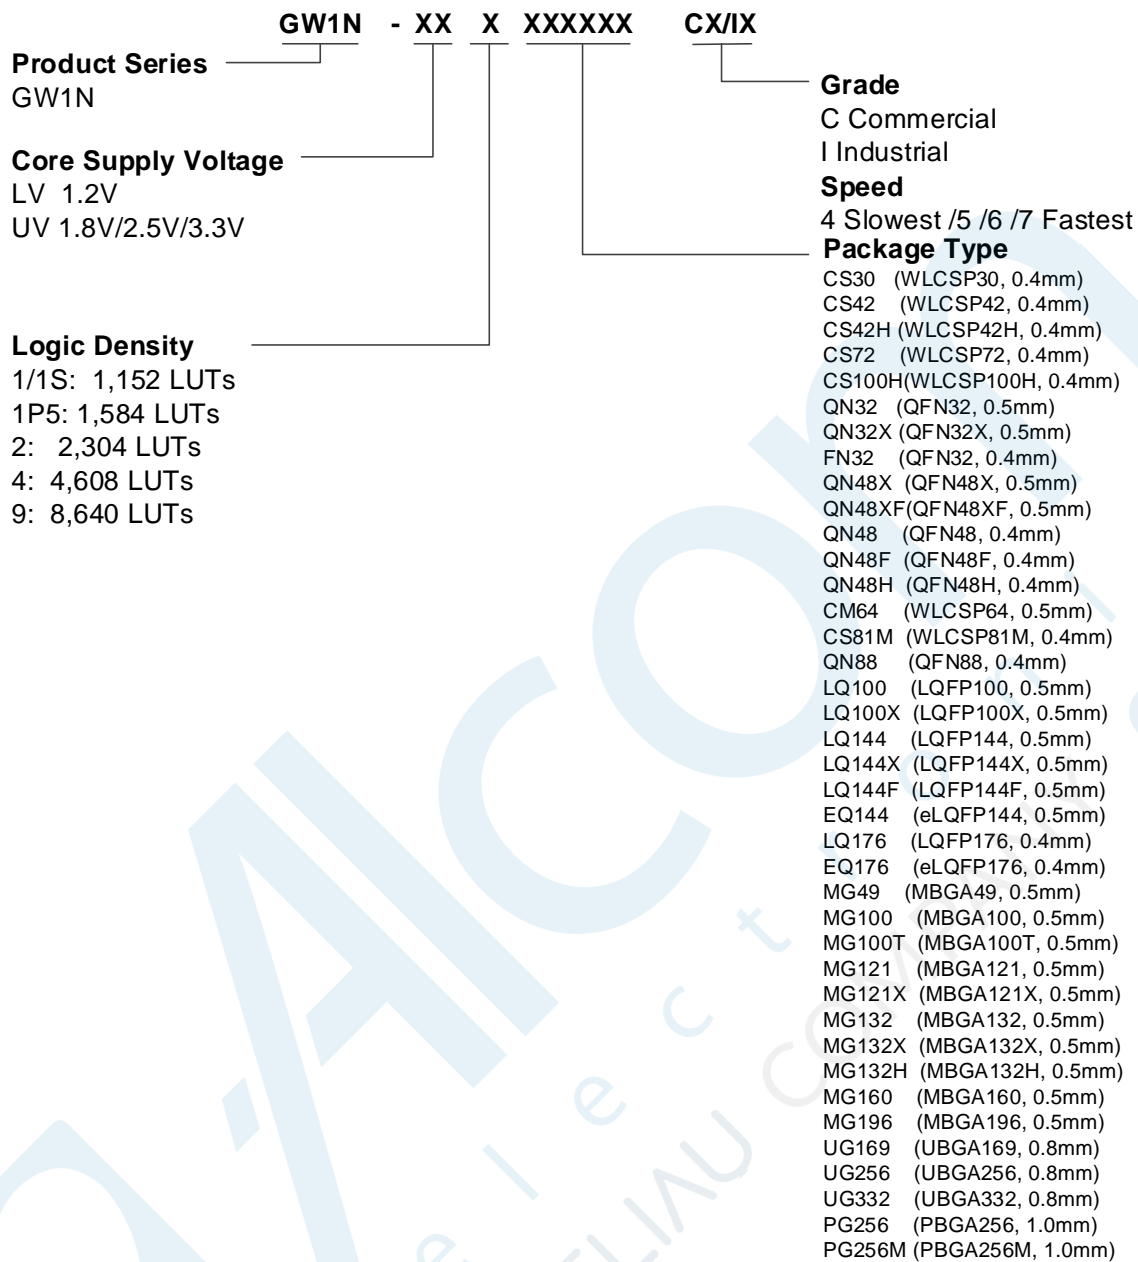 GW1N - XX X XXXXXX CX/IX
Product Series
GW1N
Core Supply Voltage
LV 1.2V
UV 1.8V/2.5V/3.3V
Logic Density
1/1S: 1,152 LUTs
1P5: 1,584 LUTs
2: 2,304 LUTs
4: 4,608 LUTs
9: 8,640 LUTs
Grade
C Commercial
I Industrial
Speed
4 Slowest /5 /6 /7 Fastest
Package Type
CS30 (WLCSP30, 0.4mm)
CS42 (WLCSP42, 0.4mm)
CS42H (WLCSP42H, 0.4mm)
CS72 (WLCSP72, 0.4mm)
CS100H(WLCSP100H, 0.4mm)
QN32 (QFN32, 0.5mm)
QN32X (QFN32X, 0.5mm)
FN32 (QFN32, 0.4mm)
QN48X (QFN48X, 0.5mm)
QN48XF(QFN48XF, 0.5mm)
QN48 (QFN48, 0.4mm)
QN48F (QFN48F, 0.4mm)
QN48H (QFN48H, 0.4mm)
CM64 (WLCSP64, 0.5mm)
CS81M (WLCSP81M, 0.4mm)
QN88 (QFN88, 0.4mm)
LQ100 (LQFP100, 0.5mm)
LQ100X (LQFP100X, 0.5mm)
LQ144 (LQFP144, 0.5mm)
LQ144X (LQFP144X, 0.5mm)
LQ144F (LQFP144F, 0.5mm)
EQ144 (eLQFP144, 0.5mm)
LQ176 (LQFP176, 0.4mm)
EQ176 (eLQFP176, 0.4mm)
MG49 (MBGA49, 0.5mm)
MG100 (MBGA100, 0.5mm)
MG100T (MBGA100T, 0.5mm)
MG121 (MBGA121, 0.5mm)
MG121X (MBGA121X, 0.5mm)
MG132 (MBGA132, 0.5mm)
MG132X (MBGA132X, 0.5mm)
MG132H (MBGA132H, 0.5mm)
MG160 (MBGA160, 0.5mm)
MG196 (MBGA196, 0.5mm)
UG169 (UBGA169, 0.8mm)
UG256 (UBGA256, 0.8mm)
UG332 (UBGA332, 0.8mm)
PG256 (PBGA256, 1.0mm)
PG256M (PBGA256M, 1.0mm)
COMPANY